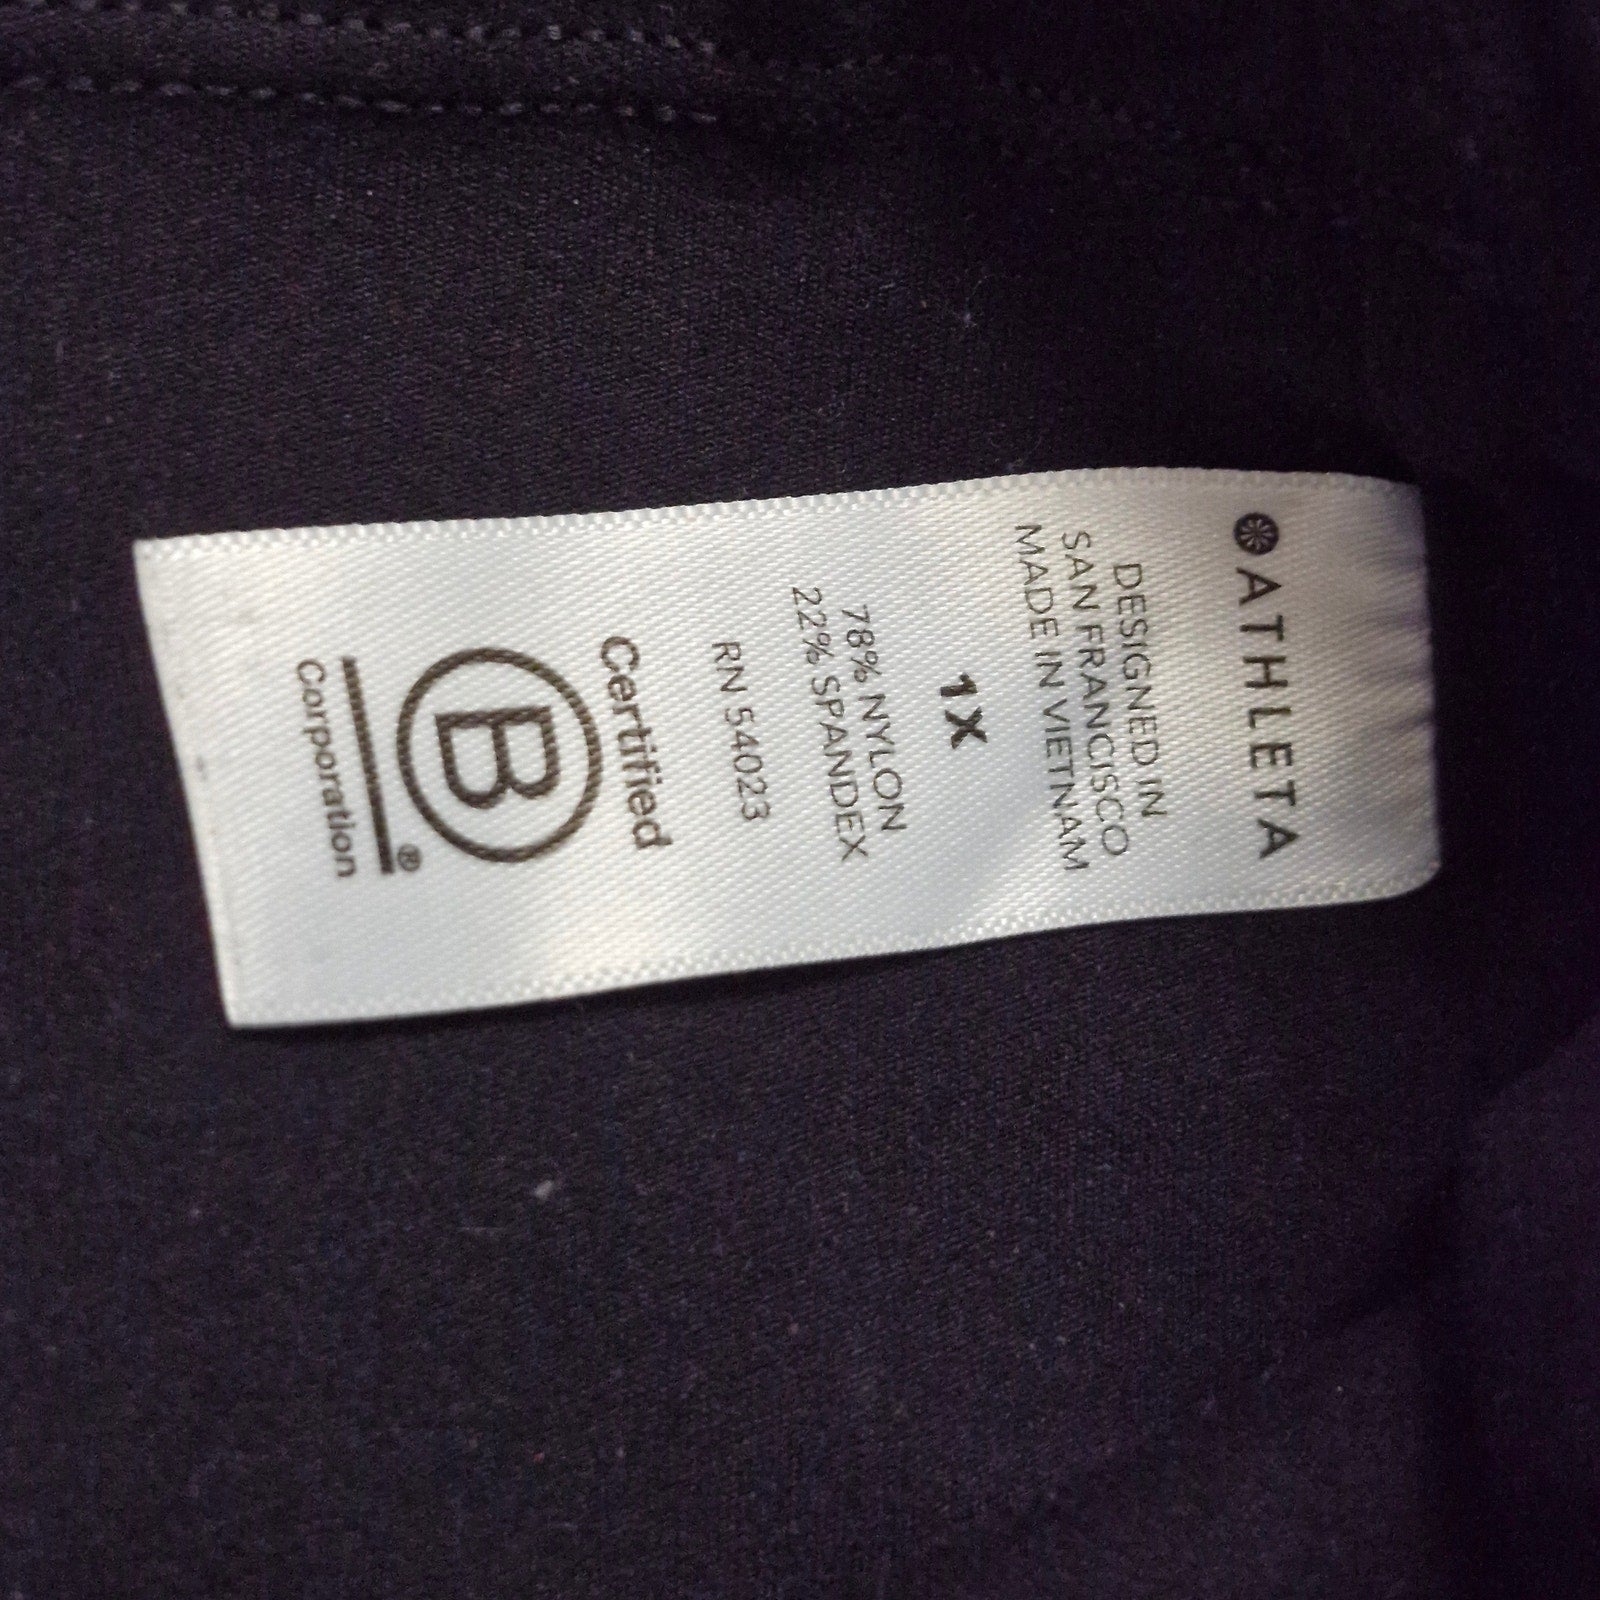 ATHLETA
DESIGNED IN
SAN FRANCISCO
MADE IN VIETNAM
1X
78% NYLON
22% SPANDEX
RN 54023
Certified
B
®
Corporation